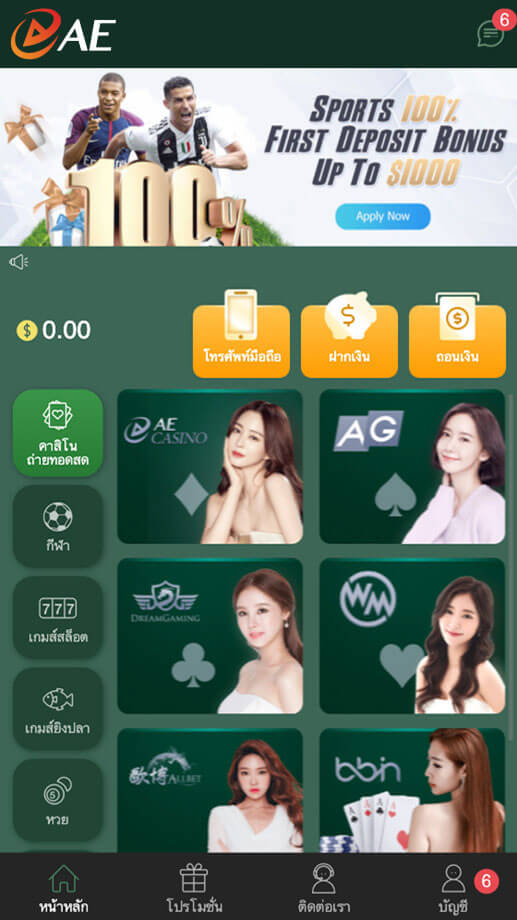 AE
6
SPORTS 100%
FIRST DEPOSIT BONUS
UP TO $1000
Apply Now
100%
$ 0.00
โทรศัพท์มือถือ
ฝากเงิน
ถอนเงิน
คาสิโน
ถ่ายทอดสด
กีฬา
777
เกมส์สล็อต
เกมส์ยิงปลา
5
หวย
AE
CASINO
AG
DREAMGAMING
WM
歐博 ALLBET
bbin
A A A A
หน้าหลัก
โปรโมชั่น
ติดต่อเรา
บัญชี
6